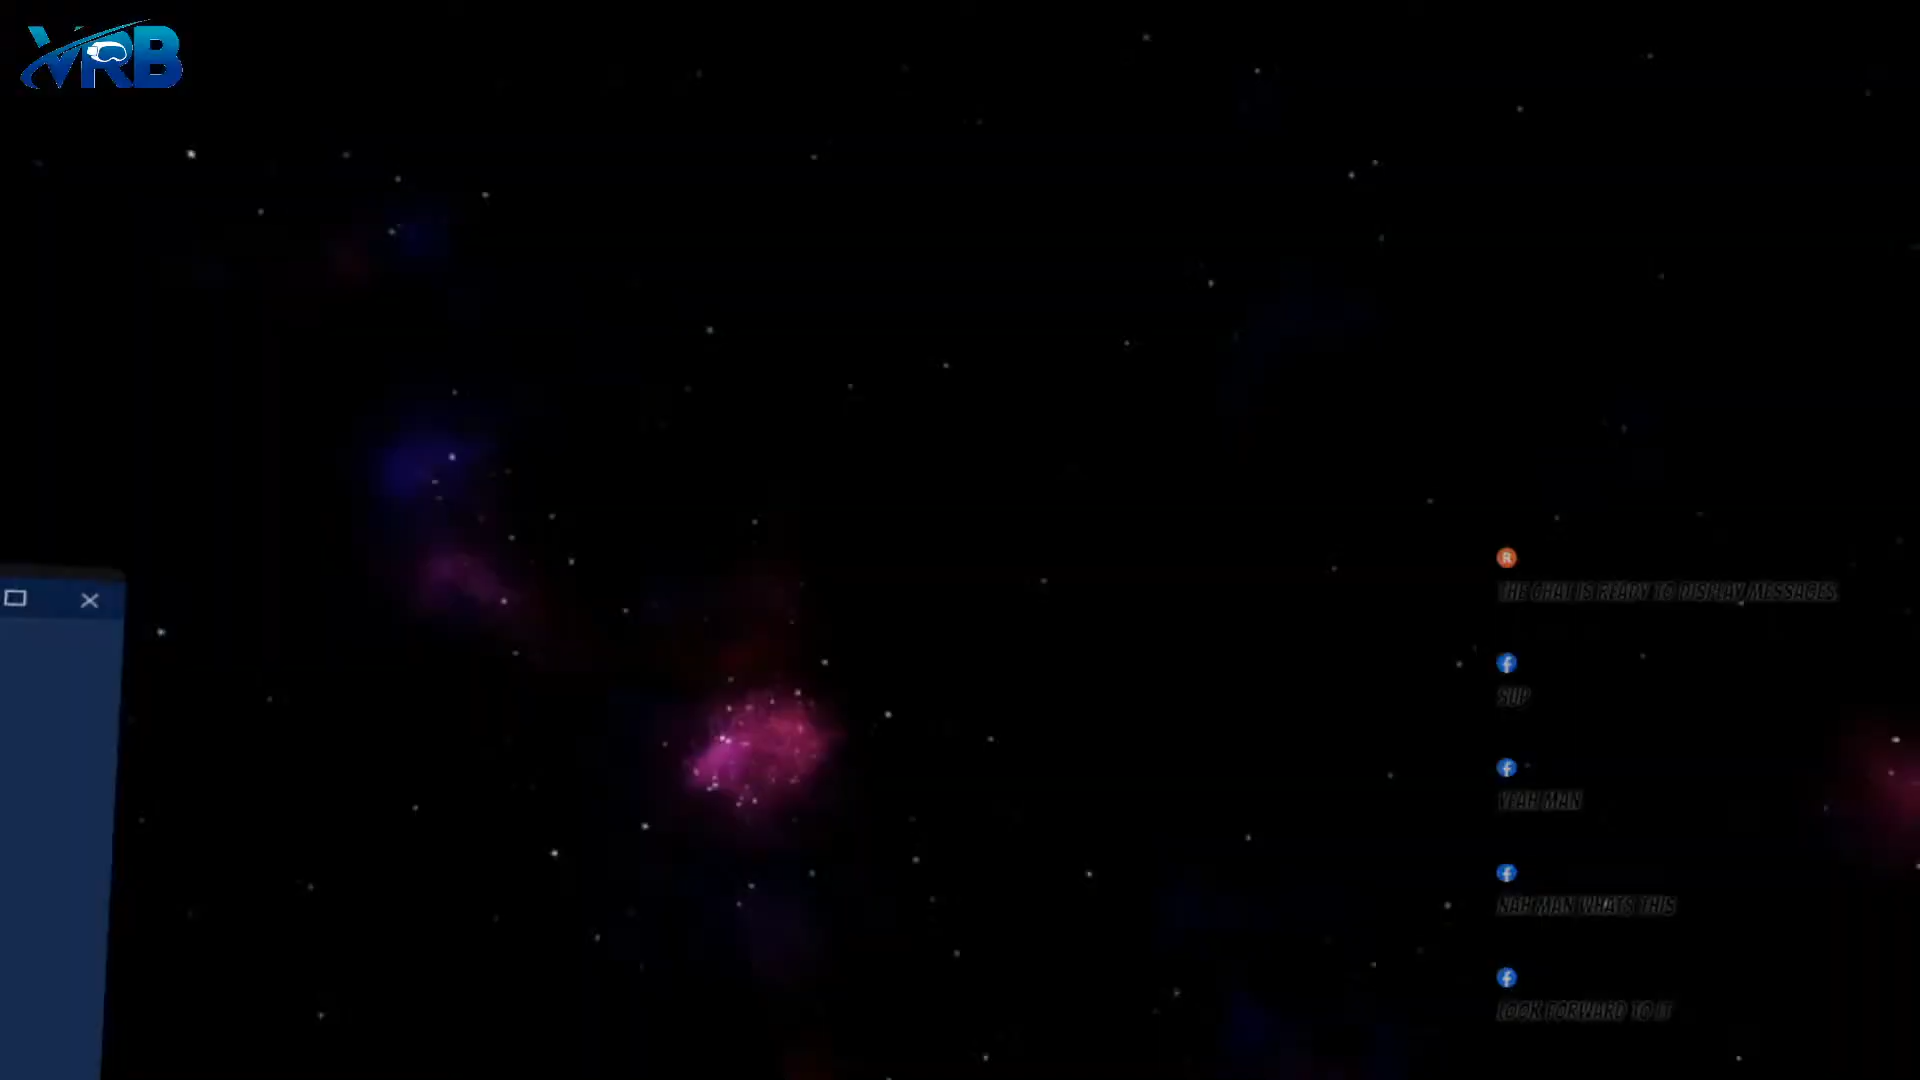 VRB
R
THE CHAT IS READY TO DISPLAY MESSAGES.
SUP
YEAH MAN
NAH MAN WHATS THIS
LOOK FORWARD TO IT